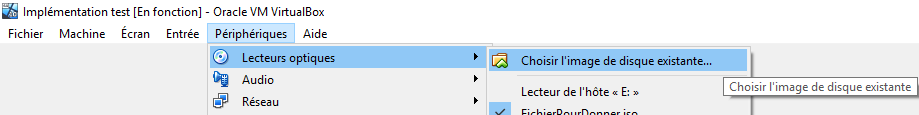 Implémentation test [En fonction] - Oracle VM VirtualBox
Fichier Machine Écran Entrée Périphériques Aide
Lecteurs optiques
Choisir l'image de disque existante...
Audio
Choisir l'image de disque existante
Lecteur de l'hôte « E: »
Réseau
FichierPourDonner.iso